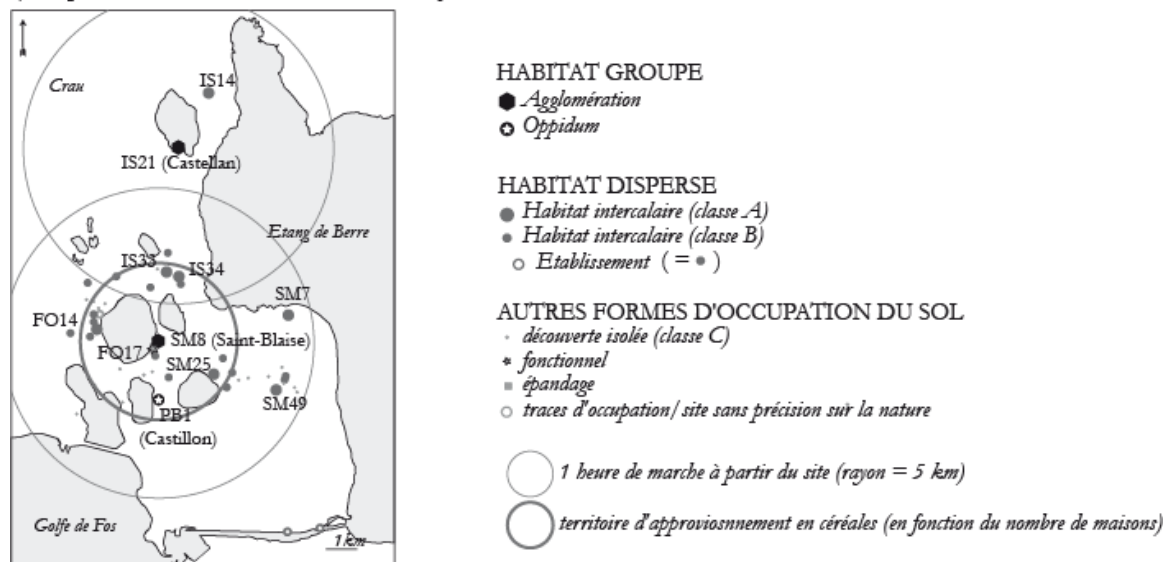 Crau
IS14
IS21 (Castellan)
Etang de Berre
IS33
IS34
SM7
FO14
SM8 (Saint-Blaise)
FO17
SM25
SM49
PB1
(Castillon)
Golfe de Fos
1 km
HABITAT GROUPE
Agglomération
Oppidum
HABITAT DISPERSE
Habitat intercalaire (classe A)
Habitat intercalaire (classe B)
Etablissement ( = )
AUTRES FORMES D'OCCUPATION DU SOL
découverte isolée (classe C)
fonctionnel
épandage
traces d'occupation/ site sans précision sur la nature
1 heure de marche à partir du site (rayon = 5 km)
territoire d'approviosnnement en céréales (en fonction du nombre de maisons)